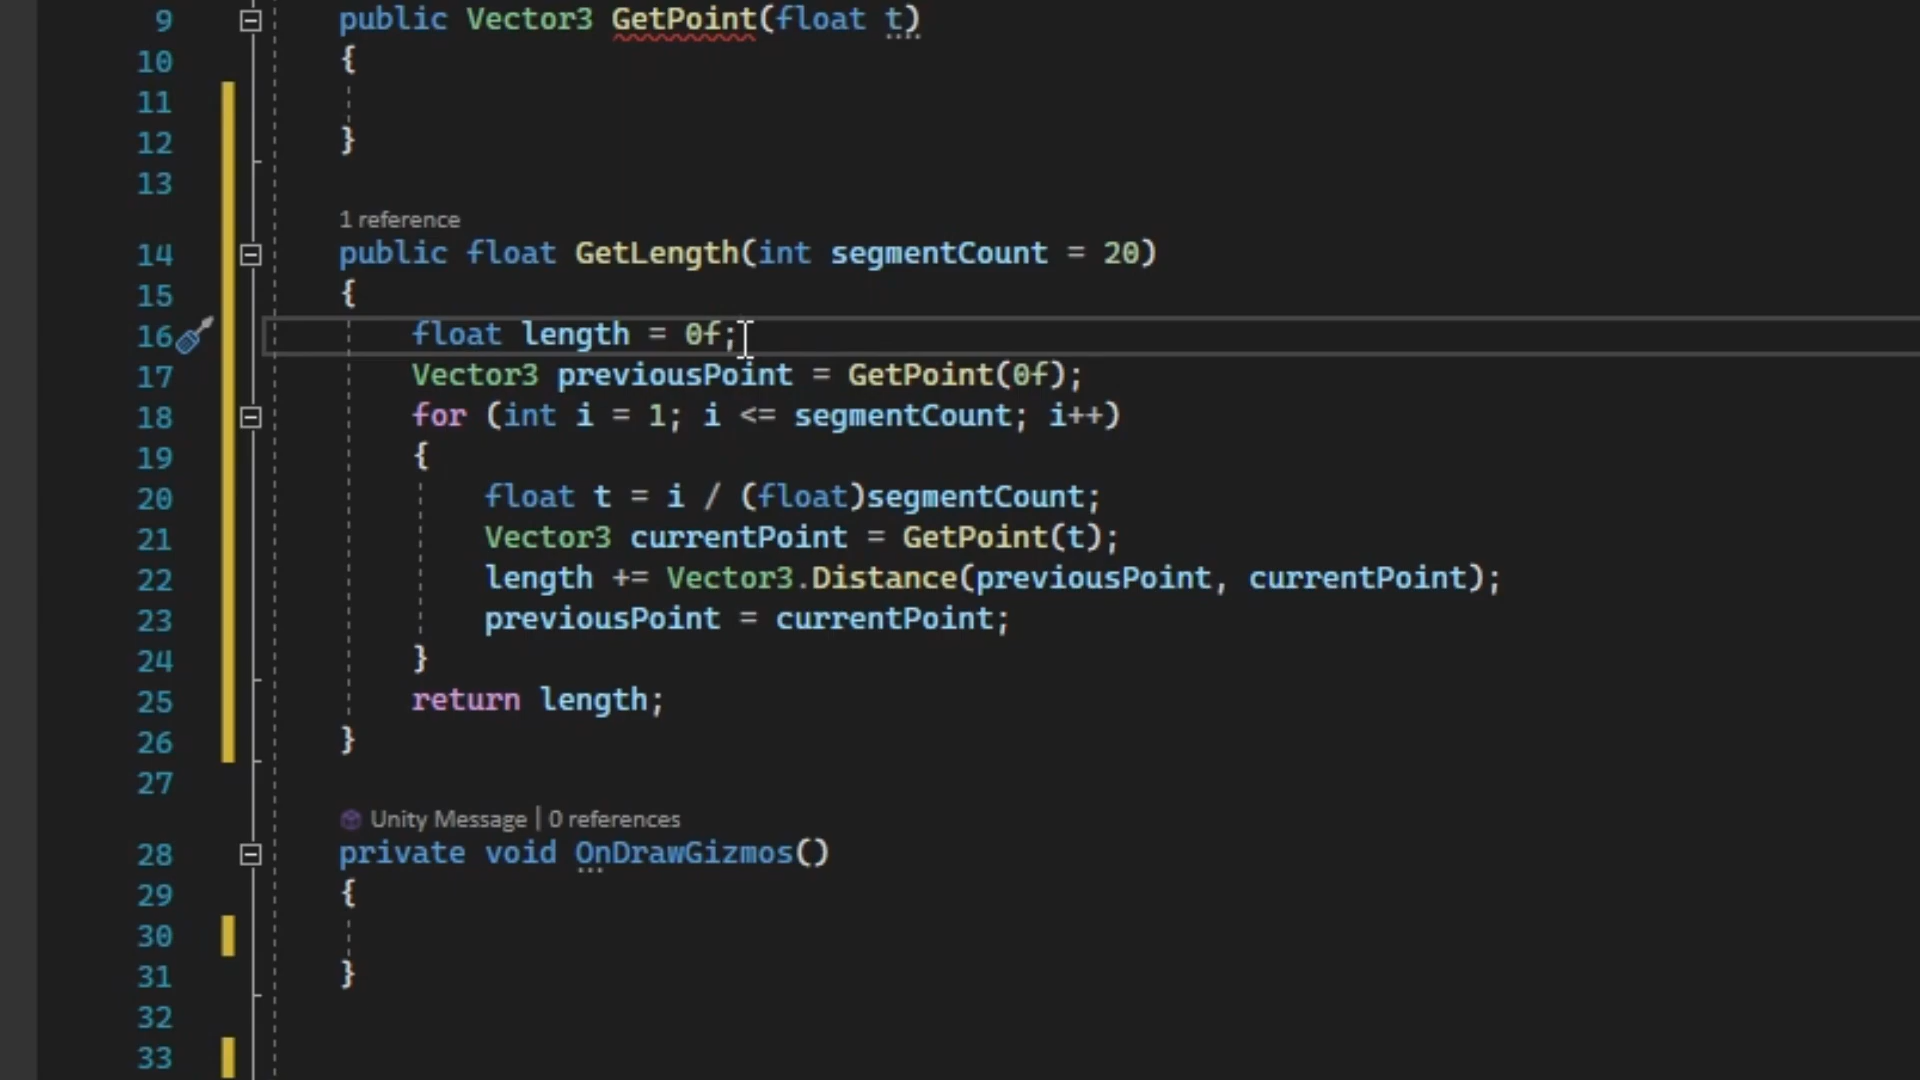 9 public Vector3 GetPoint(float t)
10 {
11
12 }
13
1 reference
14 public float GetLength(int segmentCount = 20)
15 {
16 float length = 0f;
17 Vector3 previousPoint = GetPoint(0f);
18 for (int i = 1; i <= segmentCount; i++)
19 {
20 float t = i / (float)segmentCount;
21 Vector3 currentPoint = GetPoint(t);
22 length += Vector3.Distance(previousPoint, currentPoint);
23 previousPoint = currentPoint;
24 }
25 return length;
26 }
27
Unity Message | 0 references
28 private void OnDrawGizmos()
29 {
30
31 }
32
33